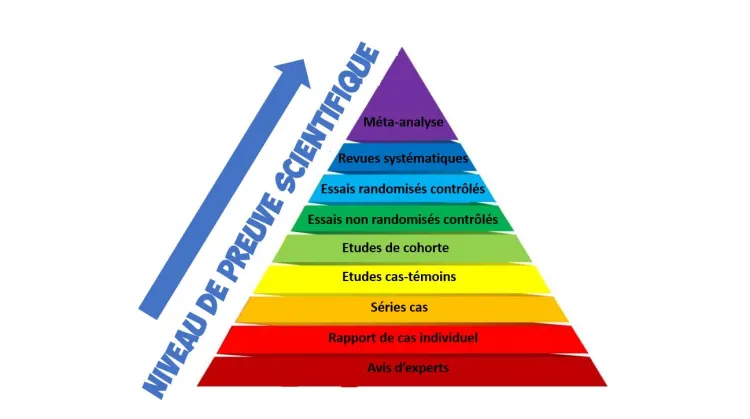 NIVEAU DE PREUVE SCIENTIFIQUE
Méta-analyse
Revues systématiques
Essais randomisés contrôlés
Essais non randomisés contrôlés
Etudes de cohorte
Etudes cas-témoins
Séries cas
Rapport de cas individuel
Avis d'experts